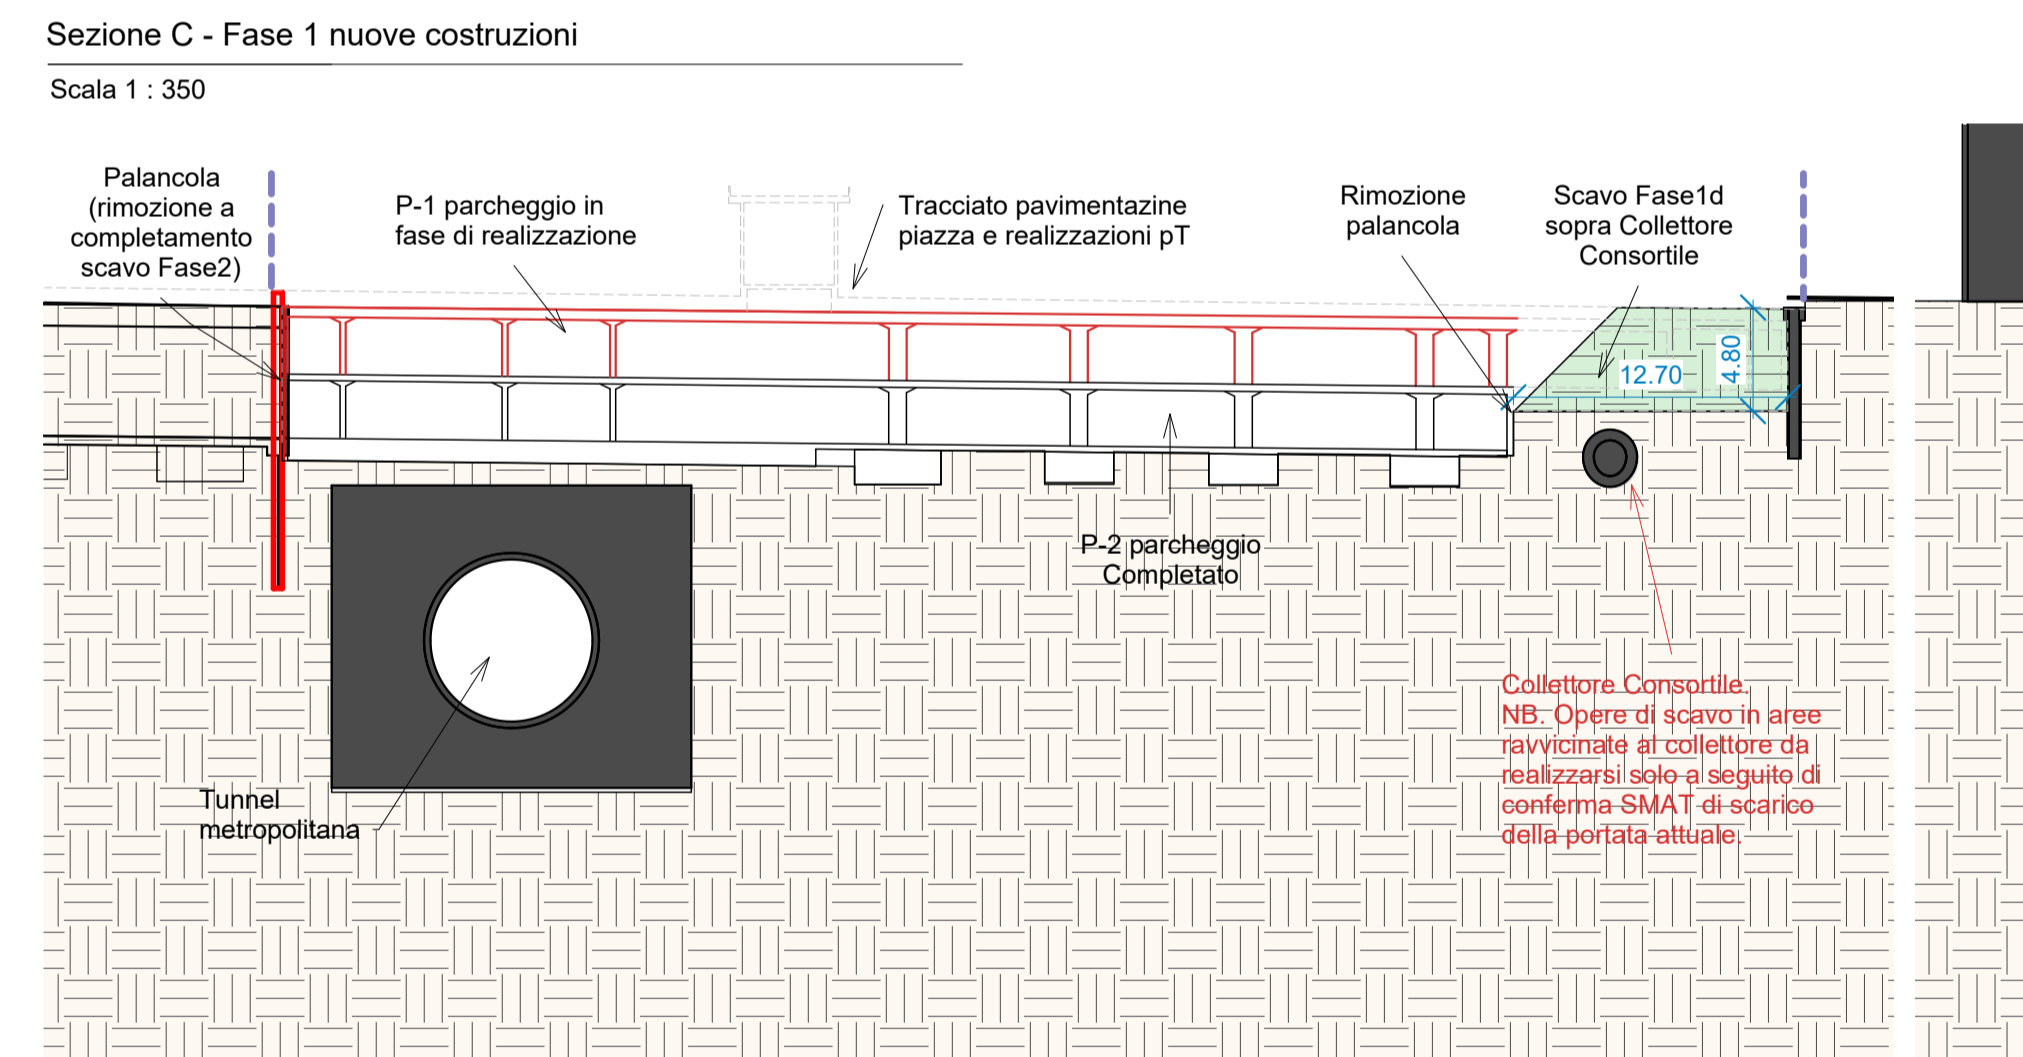 Sezione C - Fase 1 nuove costruzioni
Scala 1 : 350
Palancola
(rimozione a
completamento
scavo Fase2)
P-1 parcheggio in
fase di realizzazione
Tracciato pavimentazine
piazza e realizzazioni pT
Rimozione
palancola
Scavo Fase1d
sopra Collettore
Consortile
12.70
4.80
P-2 parcheggio
Completato
Tunnel
metropolitana
Collettore Consortile.
NB. Opere di scavo in aree
ravvicinate al collettore da
realizzarsi solo a seguito di
conferma SMAT di scarico
della portata attuale.